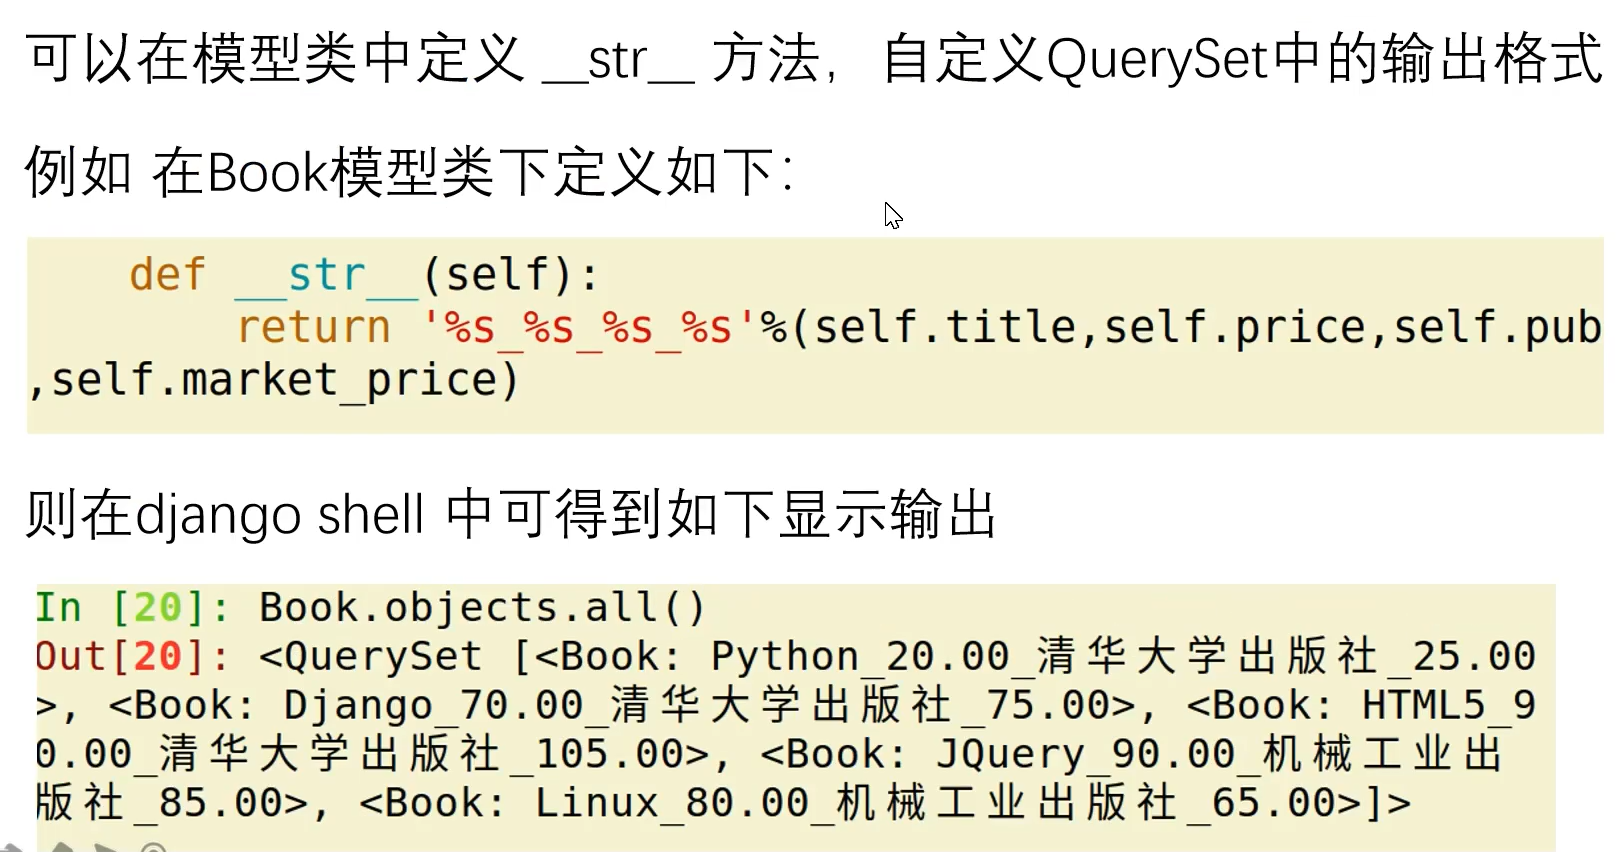 可以在模型类中定义 __str__ 方法，自定义QuerySet中的输出格式
例如 在Book模型类下定义如下：
def __str__(self):
return '%s_%s_%s_%s'%(self.title,self.price,self.pub
,self.market_price)
则在django shell 中可得到如下显示输出
In [20]: Book.objects.all()
Out[20]: <QuerySet [<Book: Python_20.00_清华大学出版社_25.00
>, <Book: Django_70.00_清华大学出版社_75.00>, <Book: HTML5_9
0.00_清华大学出版社_105.00>, <Book: JQuery_90.00_机械工业出
版社_85.00>, <Book: Linux_80.00_机械工业出版社_65.00>]>